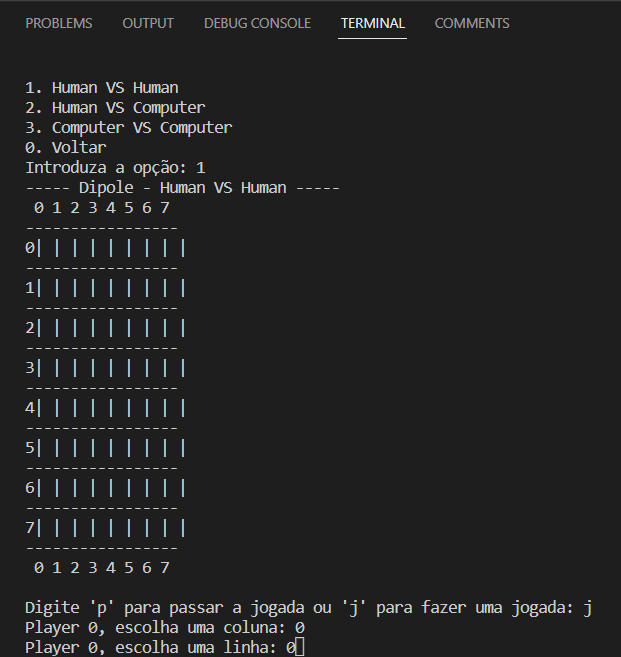 PROBLEMS OUTPUT DEBUG CONSOLE TERMINAL COMMENTS
1. Human VS Human
2. Human VS Computer
3. Computer VS Computer
0. Voltar
Introduza a opção: 1
----- Dipole - Human VS Human -----
 0 1 2 3 4 5 6 7
-----------------
0| | | | | | | | |
-----------------
1| | | | | | | | |
-----------------
2| | | | | | | | |
-----------------
3| | | | | | | | |
-----------------
4| | | | | | | | |
-----------------
5| | | | | | | | |
-----------------
6| | | | | | | | |
-----------------
7| | | | | | | | |
-----------------
 0 1 2 3 4 5 6 7
Digite 'p' para passar a jogada ou 'j' para fazer uma jogada: j
Player 0, escolha uma coluna: 0
Player 0, escolha uma linha: 0